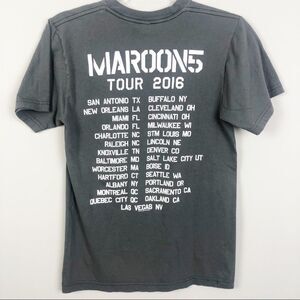 MAROON5
TOUR 2016
SAN ANTONIO TX BUFFALO NY
NEW ORLEANS LA CLEVELAND OH
MIAMI FL CINCINNATI OH
ORLANDO FL MILWAUKEE WI
CHARLOTTE NC STM LOUIS MO
RALEIGH NC LINCOLN NE
KNOXVILLE TN DENVER CO
BALTIMORE MD SALT LAKE CITY UT
WORCESTER MA BOISE ID
HARTFORD CT SEATTLE WA
ALBANY NY PORTLAND OR
MONTREAL QC SACRAMENTO CA
QUEBEC CITY QC OAKLAND CA
LAS VEGAS NV